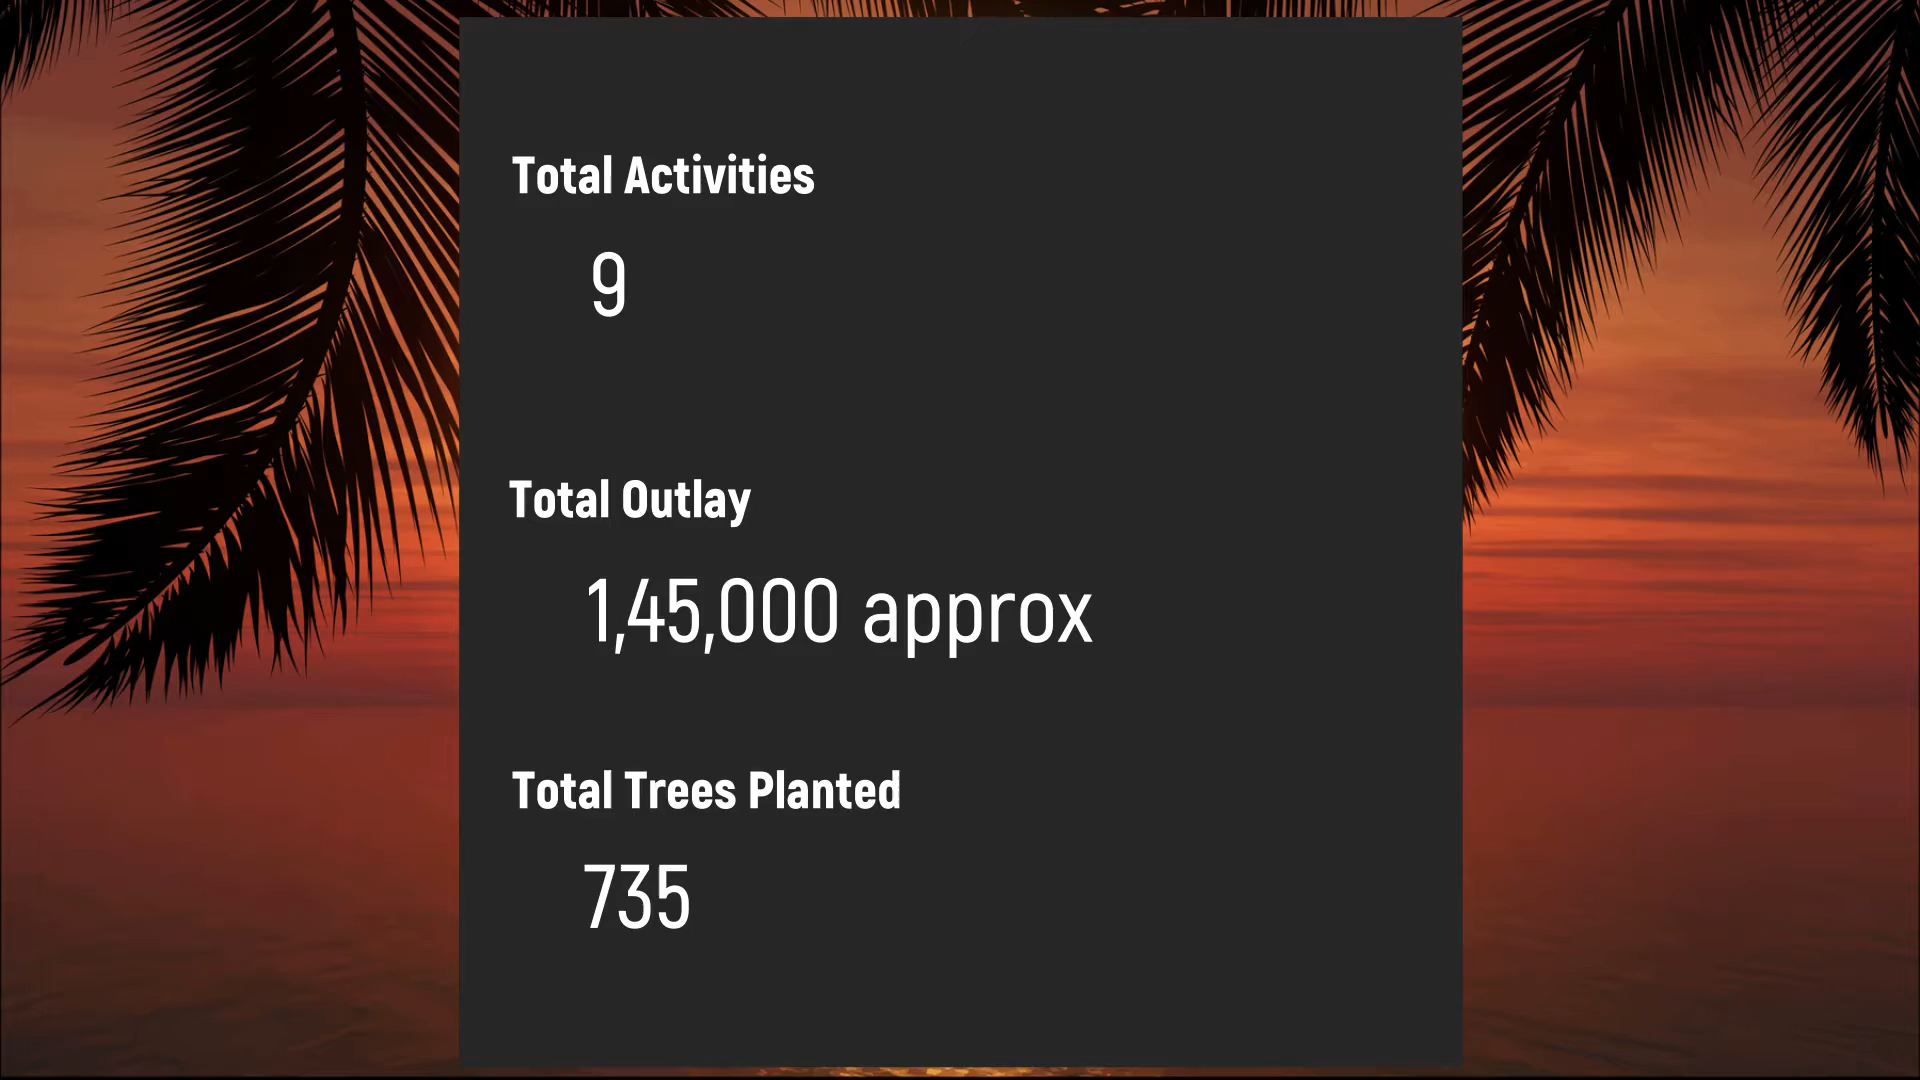 Total Activities
9
Total Outlay
1,45,000 approx
Total Trees Planted
735